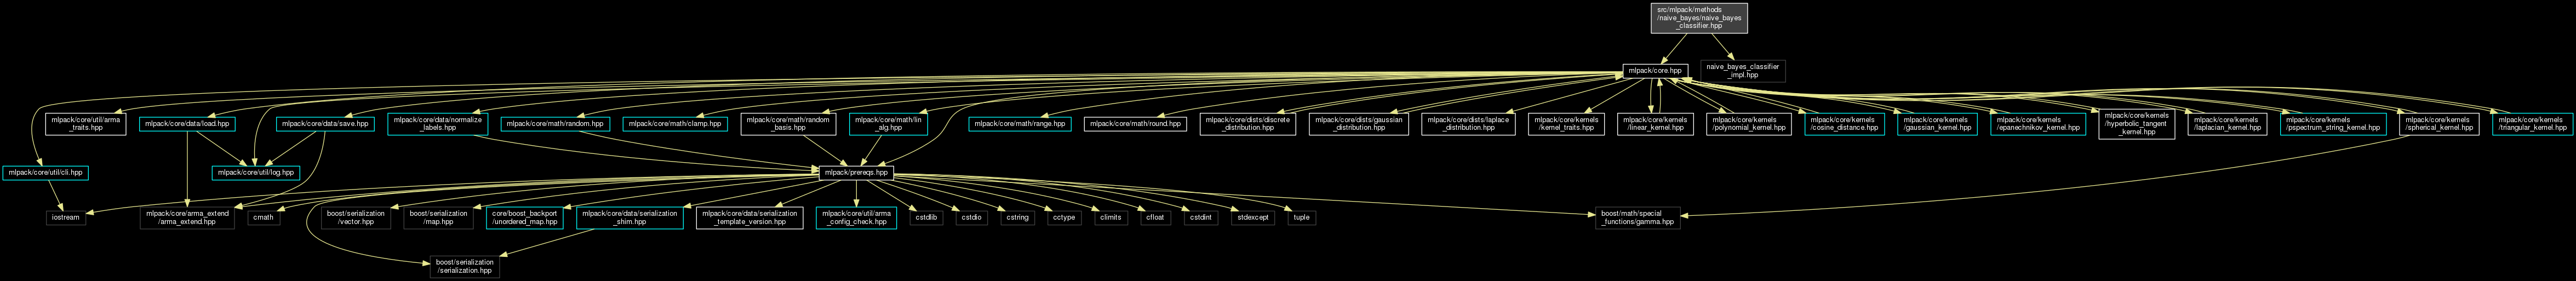 src/mlpack/methods
/naive_bayes/naive_bayes
_classifier.hpp
mlpack/core.hpp
naive_bayes_classifier
_impl.hpp
mlpack/core/util/arma
_traits.hpp
mlpack/core/data/load.hpp
mlpack/core/data/save.hpp
mlpack/core/data/normalize
_labels.hpp
mlpack/core/math/random.hpp
mlpack/core/math/clamp.hpp
mlpack/core/math/random
_basis.hpp
mlpack/core/math/lin
_alg.hpp
mlpack/core/math/range.hpp
mlpack/core/math/round.hpp
mlpack/core/dists/discrete
_distribution.hpp
mlpack/core/dists/gaussian
_distribution.hpp
mlpack/core/dists/laplace
_distribution.hpp
mlpack/core/kernels
/kernel_traits.hpp
mlpack/core/kernels
/linear_kernel.hpp
mlpack/core/kernels
/polynomial_kernel.hpp
mlpack/core/kernels
/cosine_distance.hpp
mlpack/core/kernels
/gaussian_kernel.hpp
mlpack/core/kernels
/epanechnikov_kernel.hpp
mlpack/core/kernels
/hyperbolic_tangent
_kernel.hpp
mlpack/core/kernels
/laplacian_kernel.hpp
mlpack/core/kernels
/pspectrum_string_kernel.hpp
mlpack/core/kernels
/spherical_kernel.hpp
mlpack/core/kernels
/triangular_kernel.hpp
mlpack/core/util/cli.hpp
mlpack/core/util/log.hpp
mlpack/prereqs.hpp
iostream
mlpack/core/arma_extend
/arma_extend.hpp
cmath
boost/serialization
/vector.hpp
boost/serialization
/map.hpp
core/boost_backport
/unordered_map.hpp
mlpack/core/data/serialization
_shim.hpp
mlpack/core/data/serialization
_template_version.hpp
mlpack/core/util/arma
_config_check.hpp
cstdlib
cstdio
cstring
cctype
climits
cfloat
cstdint
stdexcept
tuple
boost/math/special
_functions/gamma.hpp
boost/serialization
/serialization.hpp